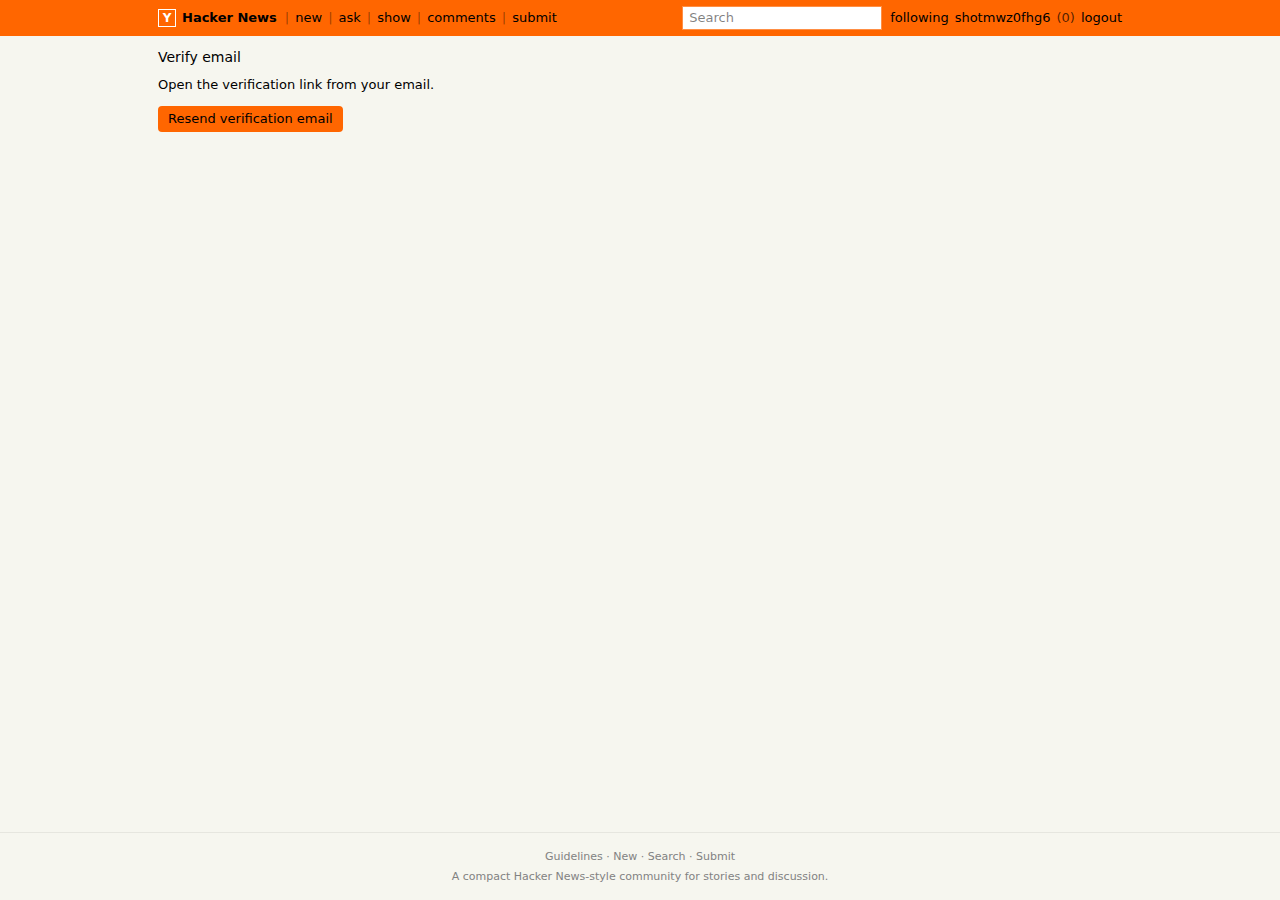 Y Hacker News | new | ask | show | comments | submit Search following shotmwz0fhg6 (0) logout
Verify email
Open the verification link from your email.
Resend verification email
Guidelines · New · Search · Submit
A compact Hacker News-style community for stories and discussion.